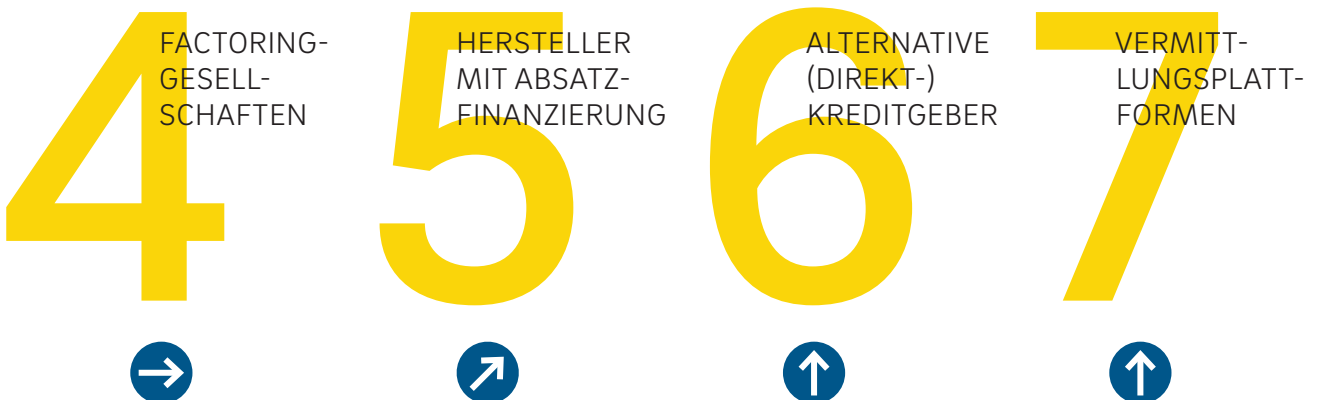 4
FACTORING-
GESELL-
SCHAFTEN
5
HERSTELLER
MIT ABSATZ-
FINANZIERUNG
6
ALTERNATIVE
(DIREKT-)
KREDITGEBER
7
VERMITT-
LUNGSPLATT-
FORMEN